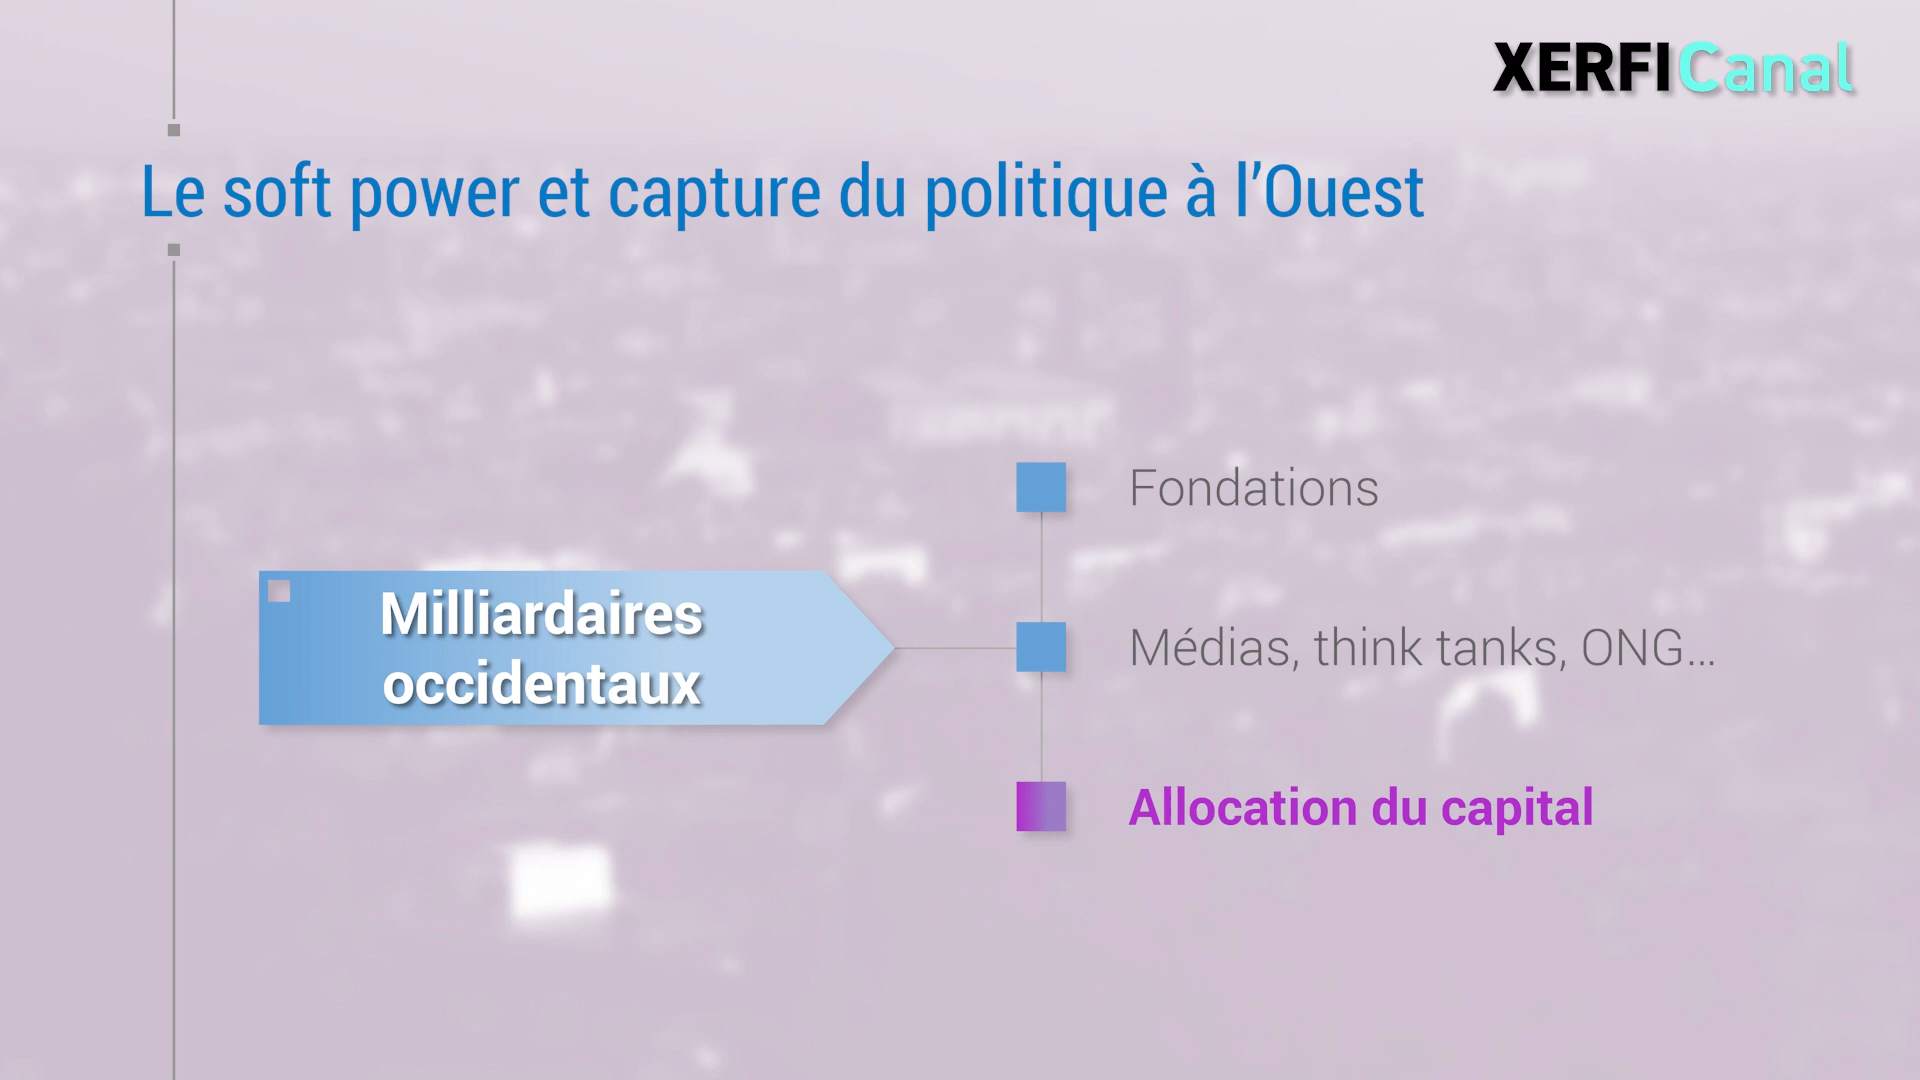 XERFI Canal
Le soft power et capture du politique à l’Ouest
Fondations
Milliardaires
occidentaux
Médias, think tanks, ONG...
Allocation du capital